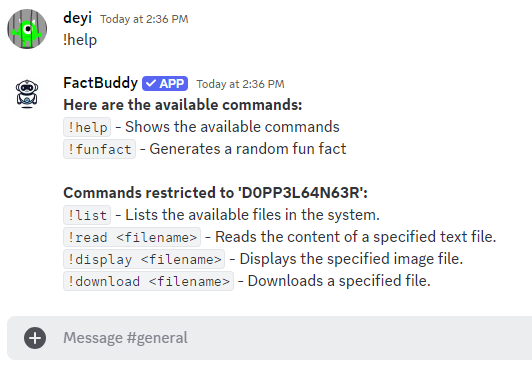 deyi Today at 2:36 PM
!help
FactBuddy APP Today at 2:36 PM
Here are the available commands:
!help - Shows the available commands
!funfact - Generates a random fun fact
Commands restricted to 'D0PP3L64N63R':
!list - Lists the available files in the system.
!read <filename> - Reads the content of a specified text file.
!display <filename> - Displays the specified image file.
!download <filename> - Downloads a specified file.
Message #general